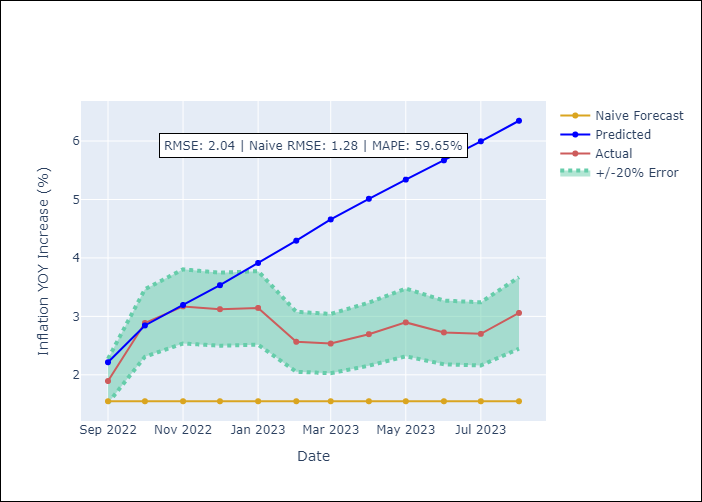 RMSE: 2.04 | Naive RMSE: 1.28 | MAPE: 59.65%
Naive Forecast
Predicted
Actual
+/-20% Error
Inflation YOY Increase (%)
6
5
4
3
2
Sep 2022 Nov 2022 Jan 2023 Mar 2023 May 2023 Jul 2023
Date